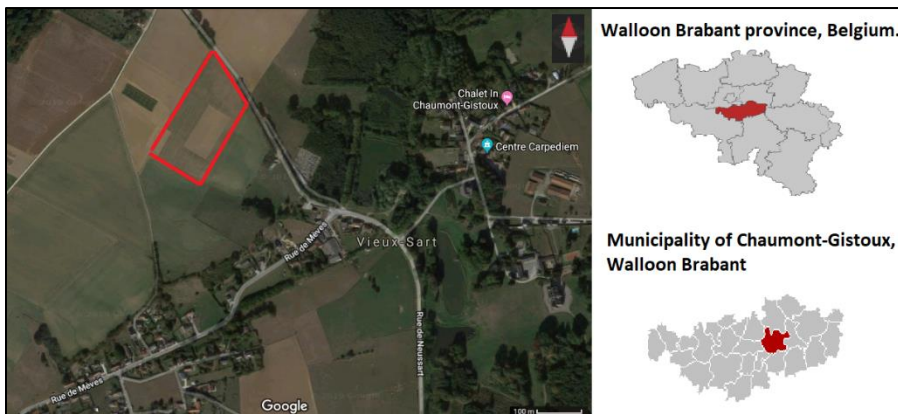 Chalet In
Chaumont-Gistoux
Centre Carpediem
Vieux-Sart
Rue de Mèves
Rue de Neussart
Rue de Mèves
Google
100 m
Walloon Brabant province, Belgium.
Municipality of Chaumont-Gistoux,
Walloon Brabant